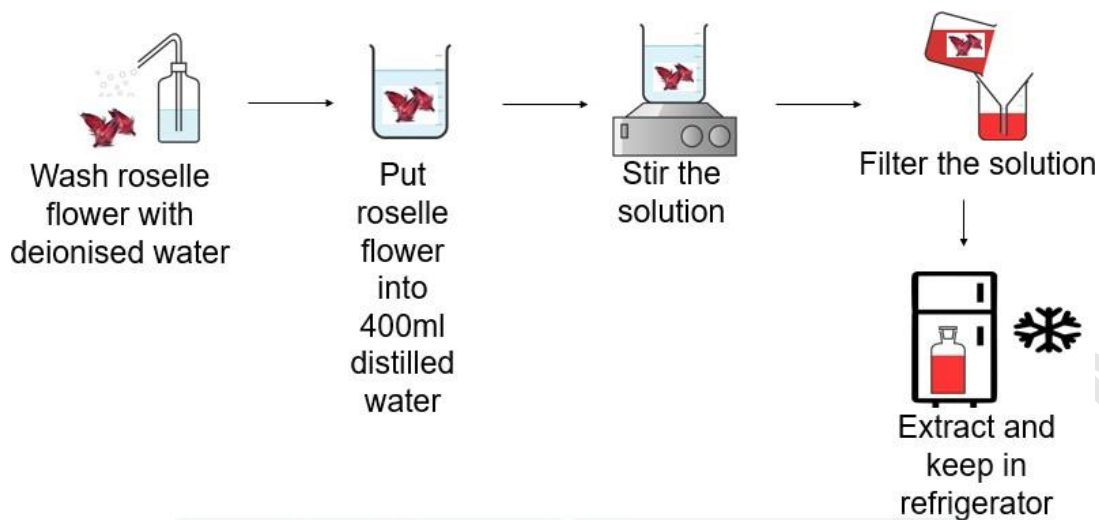 Wash roselle
flower with
deionised water
Put
roselle
flower
into
400ml
distilled
water
Stir the
solution
Filter the solution
Extract and
keep in
refrigerator